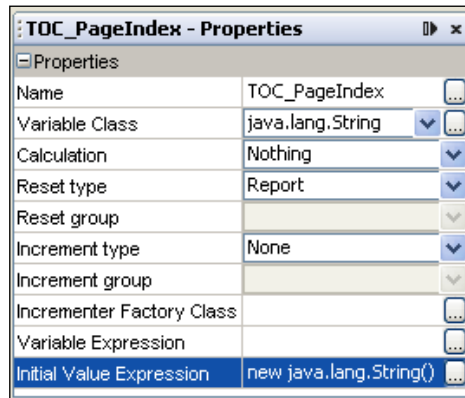 TOC_PageIndex - Properties
Properties
Name TOC_PageIndex ...
Variable Class java.lang.String ...
Calculation Nothing
Reset type Report
Reset group
Increment type None
Increment group
Incrementer Factory Class ...
Variable Expression ...
Initial Value Expression new java.lang.String() ...